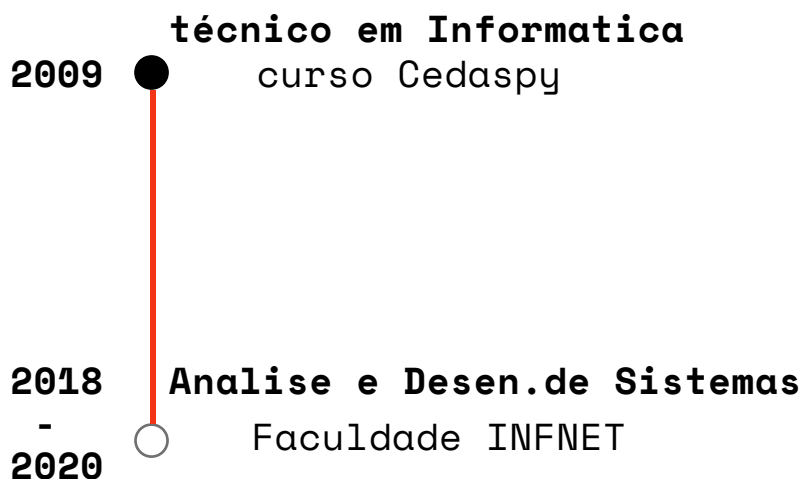 técnico em Informatica
2009
curso Cedaspy
2018
-
2020
Analise e Desen.de Sistemas
Faculdade INFNET